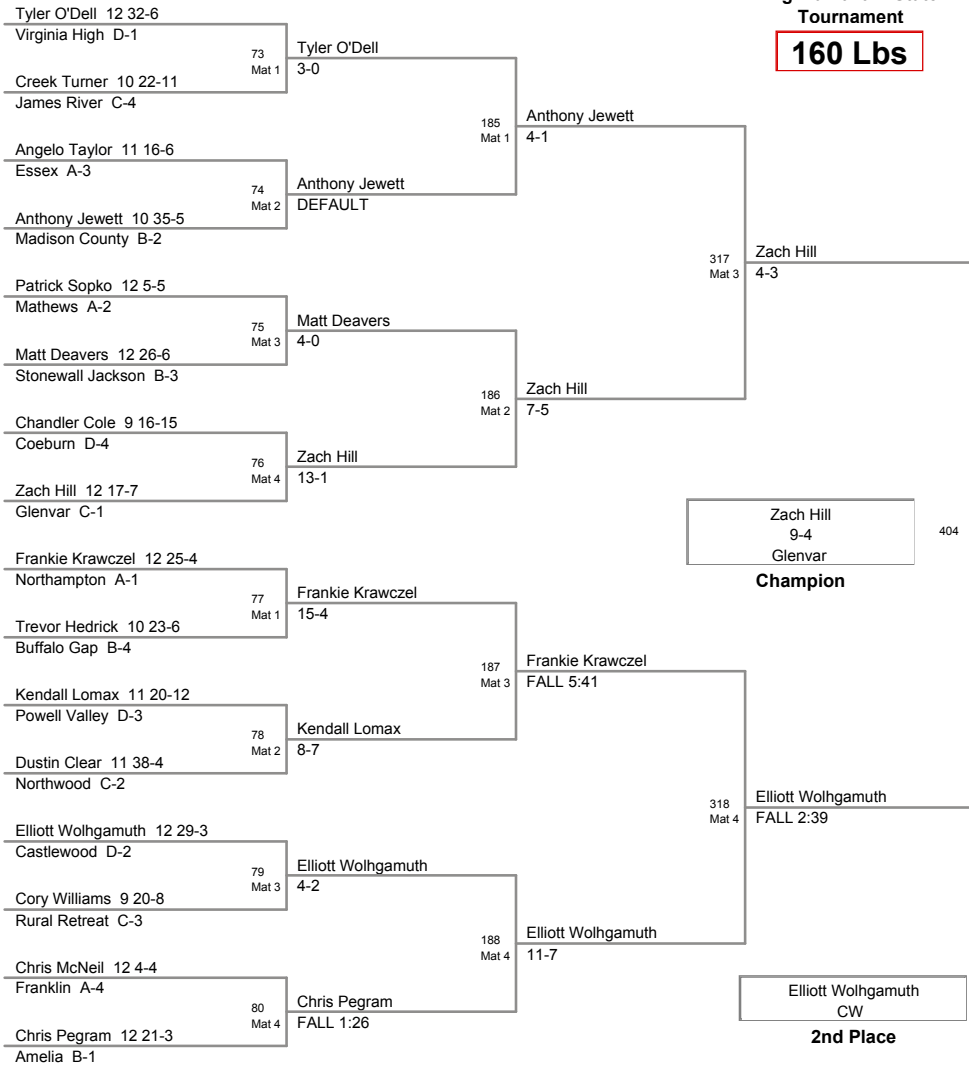 Tournament
160 Lbs
Tyler O'Dell 12 32-6
Virginia High D-1
73
Mat 1
Tyler O'Dell
3-0
Creek Turner 10 22-11
James River C-4
185
Mat 1
Anthony Jewett
4-1
Angelo Taylor 11 16-6
Essex A-3
74
Mat 2
Anthony Jewett
DEFAULT
Anthony Jewett 10 35-5
Madison County B-2
317
Mat 3
Zach Hill
4-3
Patrick Sopko 12 5-5
Mathews A-2
75
Mat 3
Matt Deavers
4-0
Matt Deavers 12 26-6
Stonewall Jackson B-3
186
Mat 2
Zach Hill
7-5
Chandler Cole 9 16-15
Coeburn D-4
76
Mat 4
Zach Hill
13-1
Zach Hill 12 17-7
Glenvar C-1
Zach Hill
9-4
Glenvar
404
Champion
Frankie Krawczel 12 25-4
Northampton A-1
77
Mat 1
Frankie Krawczel
15-4
Trevor Hedrick 10 23-6
Buffalo Gap B-4
187
Mat 3
Frankie Krawczel
FALL 5:41
Kendall Lomax 11 20-12
Powell Valley D-3
78
Mat 2
Kendall Lomax
8-7
Dustin Clear 11 38-4
Northwood C-2
318
Mat 4
Elliott Wolhgamuth
FALL 2:39
Elliott Wolhgamuth 12 29-3
Castlewood D-2
79
Mat 3
Elliott Wolhgamuth
4-2
Cory Williams 9 20-8
Rural Retreat C-3
188
Mat 4
Elliott Wolhgamuth
11-7
Chris McNeil 12 4-4
Franklin A-4
80
Mat 4
Chris Pegram
FALL 1:26
Chris Pegram 12 21-3
Amelia B-1
Elliott Wolhgamuth
CW
2nd Place